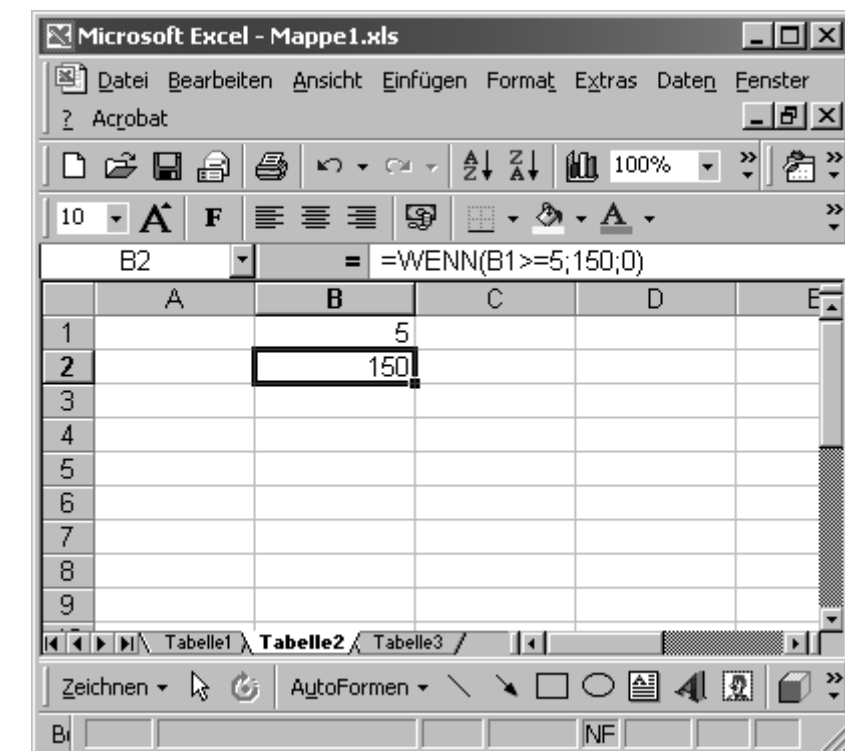 Microsoft Excel - Mappe1.xls
Datei Bearbeiten Ansicht Einfügen Format Extras Daten Fenster
? Acrobat
100%
10 A F A
B2 = =WENN(B1>=5;150;0)
A B C D E
1 5
2 150
3
4
5
6
7
8
9
Tabelle1 Tabelle2 Tabelle3
Zeichnen AutoFormen
NF